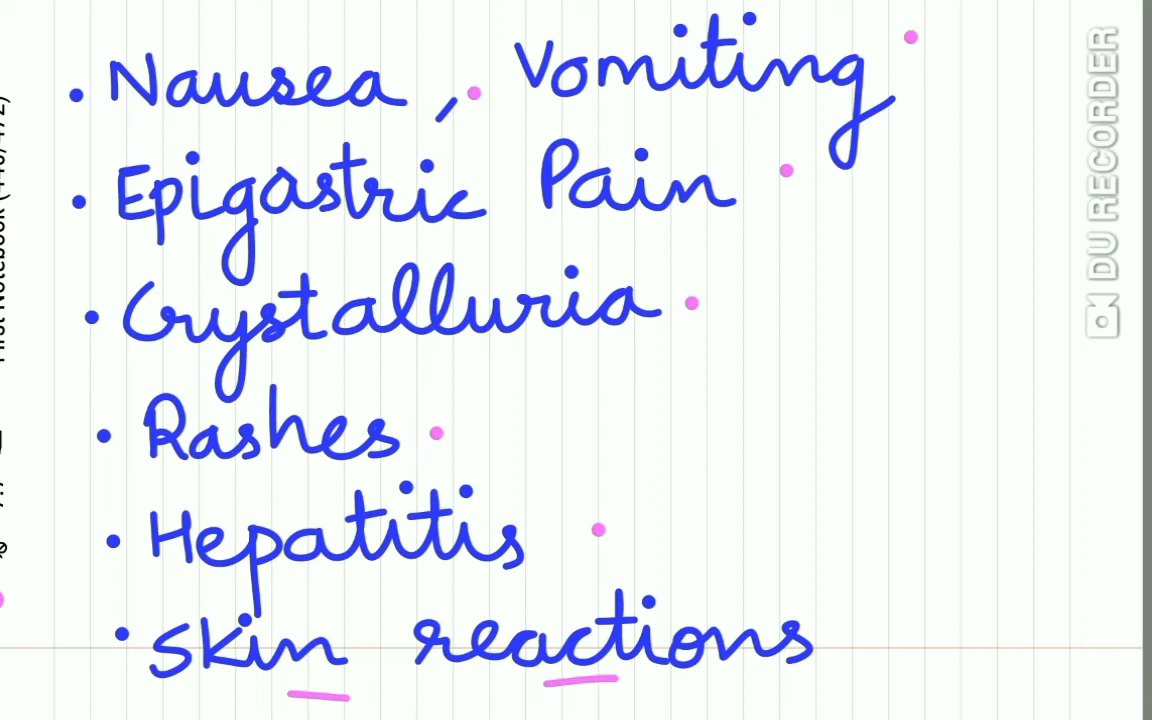 • Nausea, Vomiting
• Epigastric Pain
• Crystalluria
• Rashes
• Hepatitis
• Skin reactions
DU RECORDER